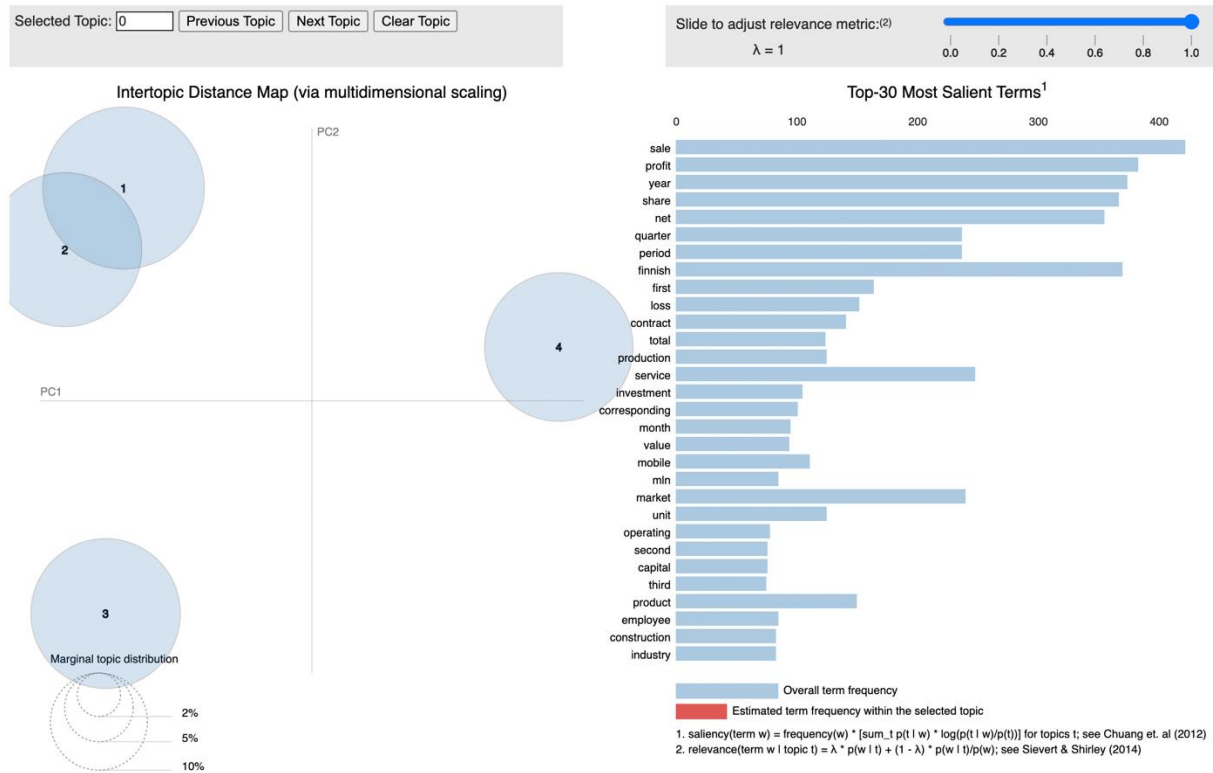 Selected Topic: 0 Previous Topic Next Topic Clear Topic
Slide to adjust relevance metric:(2)
λ = 1
0.0 0.2 0.4 0.6 0.8 1.0
Intertopic Distance Map (via multidimensional scaling)
PC2
PC1
1
2
4
3
Marginal topic distribution
2%
5%
10%
Top-30 Most Salient Terms1
0 100 200 300 400
sale
profit
year
share
net
quarter
period
finnish
first
loss
contract
total
production
service
investment
corresponding
month
value
mobile
mln
market
unit
operating
second
capital
third
product
employee
construction
industry
Overall term frequency
Estimated term frequency within the selected topic
1. saliency(term w) = frequency(w) * [sum_t p(t | w) * log(p(t | w)/p(t))] for topics t; see Chuang et. al (2012)
2. relevance(term w | topic t) = λ * p(w | t) + (1 - λ) * p(w | t)/p(w); see Sievert & Shirley (2014)